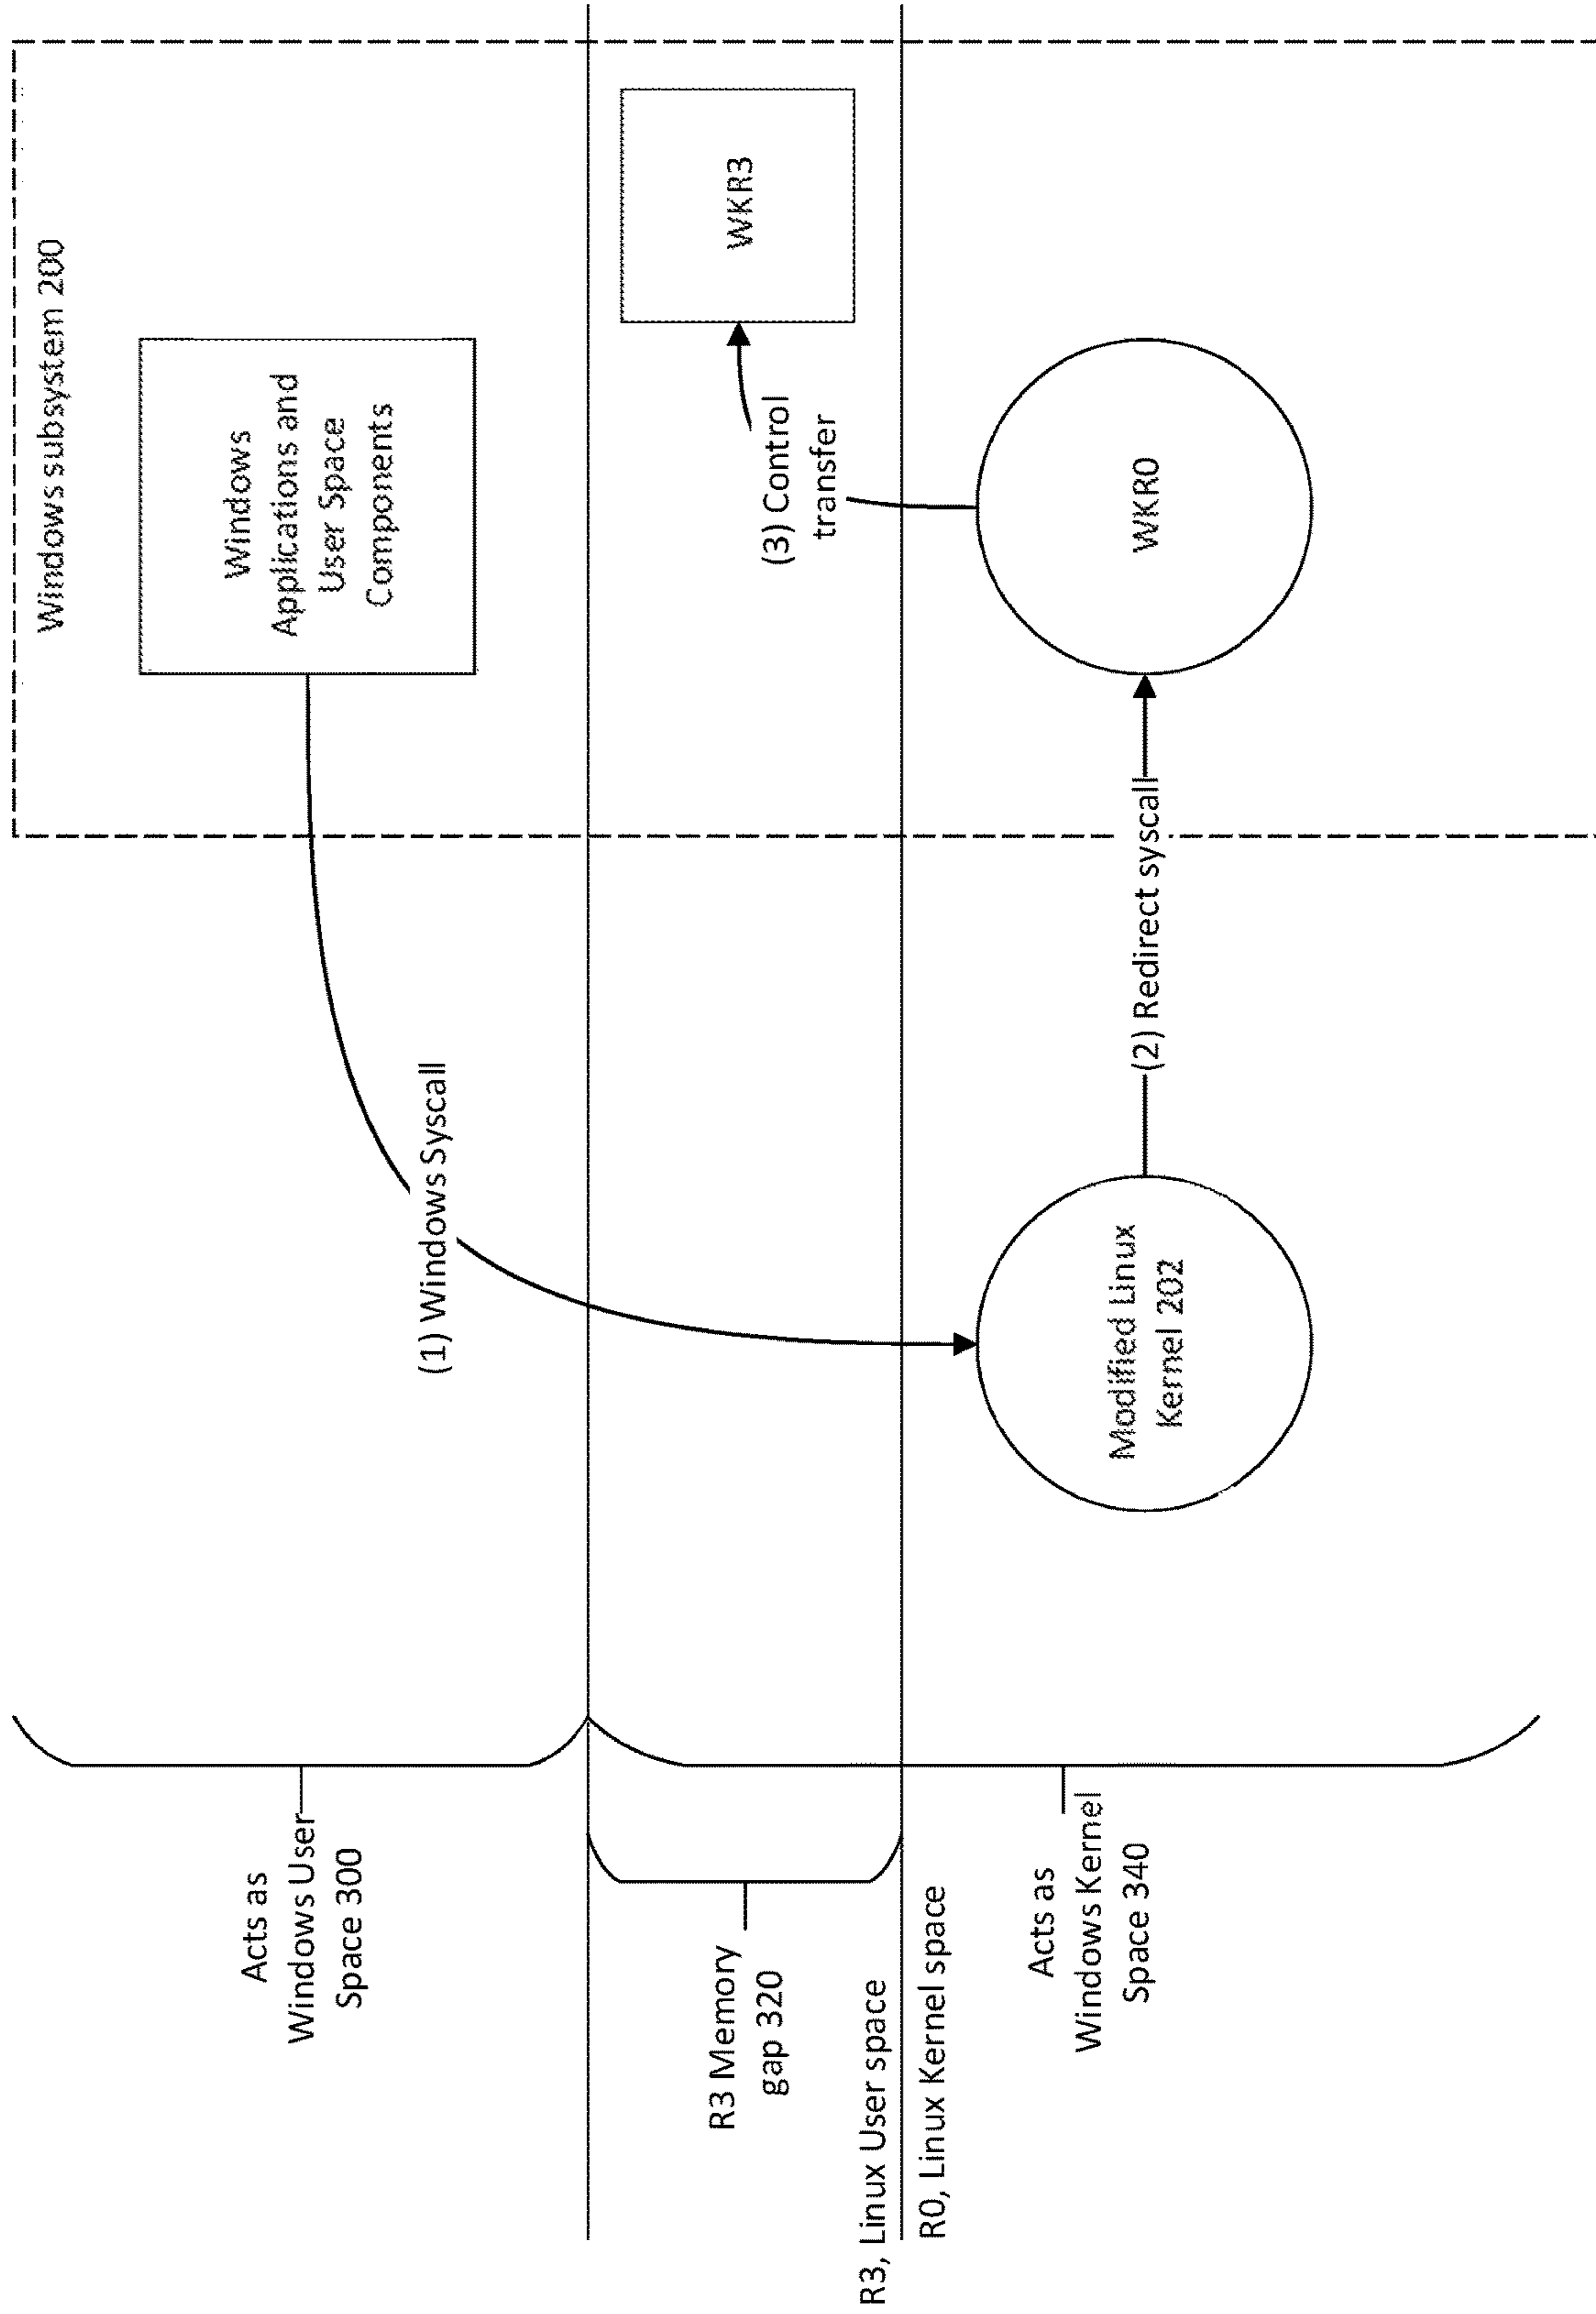 Windows subsystem 200
Acts as
Windows User
Space 300
Windows
Applications and
User Space
Components
(1) Windows Syscall
R3 Memory
gap 320
(3) Control
transfer
WKR3
R3, Linux User space
R0, Linux Kernel space
Acts as
Windows Kernel
Space 340
Modified Linux
Kernel 202
(2) Redirect syscall
WKR0